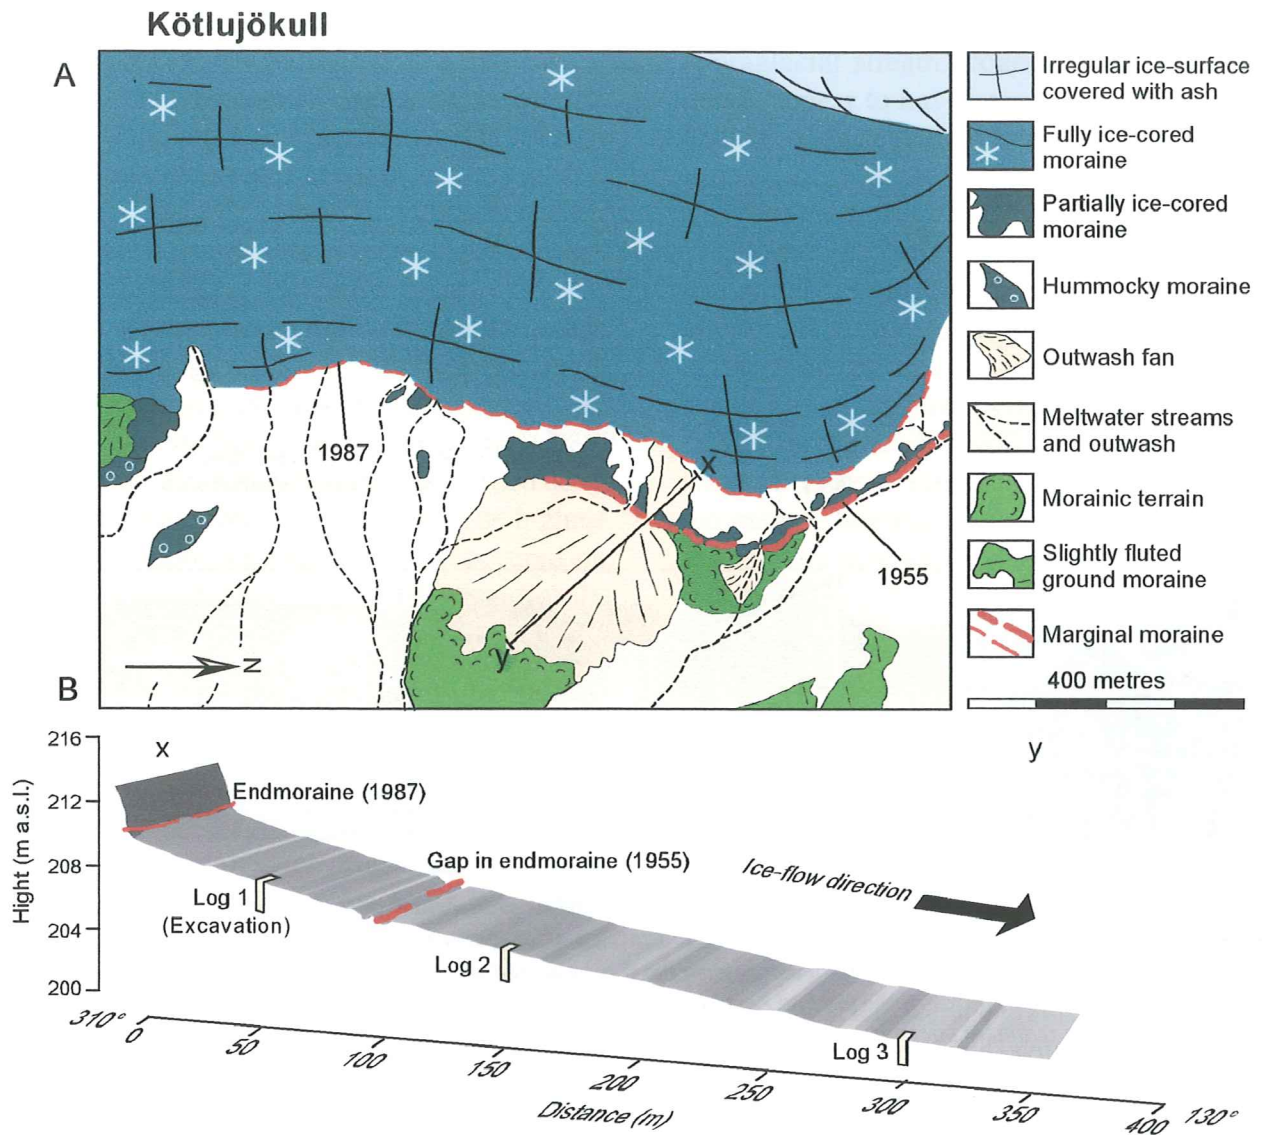 Kötlujökull
A
Irregular ice-surface
covered with ash
Fully ice-cored
moraine
Partially ice-cored
moraine
Hummocky moraine
Outwash fan
Meltwater streams
and outwash
Morainic terrain
Slightly fluted
ground moraine
Marginal moraine
400 metres
1987
x
1955
y
N
B
216
212
208
204
200
Hight (m a.s.l.)
x
y
Endmoraine (1987)
Gap in endmoraine (1955)
Ice-flow direction
Log 1
(Excavation)
Log 2
Log 3
310°
0
50
100
150
200
250
300
350
400
130°
Distance (m)